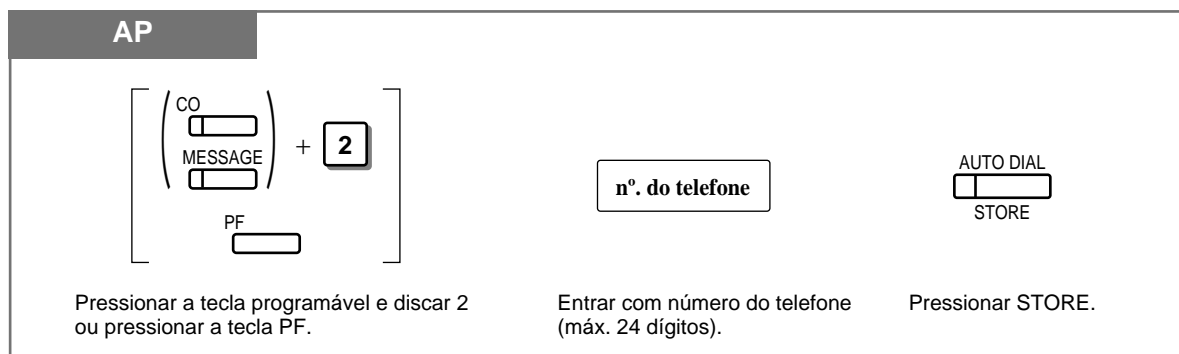 AP
CO
MESSAGE
+ 2
PF
nº. do telefone
AUTO DIAL
STORE
Pressionar a tecla programável e discar 2
ou pressionar a tecla PF.
Entrar com número do telefone
(máx. 24 dígitos).
Pressionar STORE.